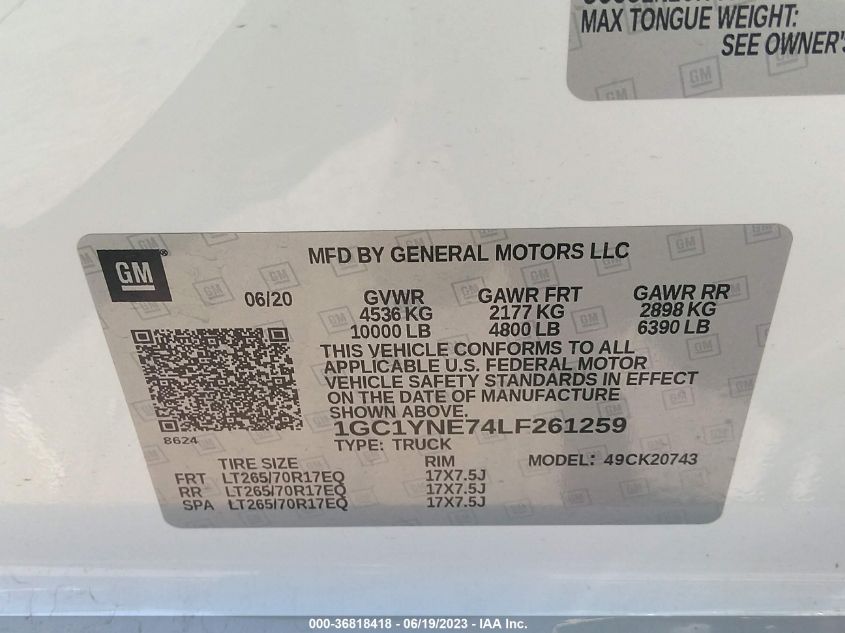 MAX TONGUE WEIGHT:
SEE OWNER'S
GM
GM ®
MFD BY GENERAL MOTORS LLC
06/20
GVWR GAWR FRT GAWR RR
4536 KG 2177 KG 2898 KG
10000 LB 4800 LB 6390 LB
THIS VEHICLE CONFORMS TO ALL
APPLICABLE U.S. FEDERAL MOTOR
VEHICLE SAFETY STANDARDS IN EFFECT
ON THE DATE OF MANUFACTURE
SHOWN ABOVE.
8624
1GC1YNE74LF261259
TYPE: TRUCK
TIRE SIZE RIM MODEL: 49CK20743
FRT LT265/70R17EQ 17X7.5J
RR LT265/70R17EQ 17X7.5J
SPA LT265/70R17EQ 17X7.5J
000-36818418 - 06/19/2023 - IAA Inc.